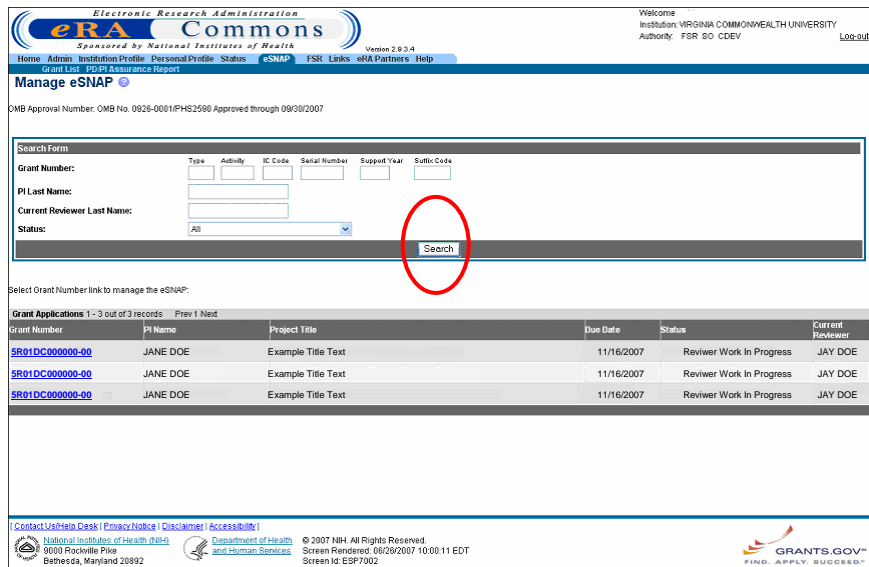 Electronic Research Administration
eRA Commons
Sponsored by National Institutes of Health
Version 2.9.3.4
Welcome
Institution: VIRGINIA COMMONWEALTH UNIVERSITY
Authority: FSR SO CDEV Log-out
Home Admin Institution Profile Personal Profile Status eSNAP FSR Links eRA Partners Help
Grant List PD/PI Assurance Report
Manage eSNAP ?
OMB Approval Number: OMB No. 0926-0001/PHS2590 Approved through 09/30/2007
Search Form
Type Activity IC Code Serial Number Support Year Suffix Code
Grant Number:
PI Last Name:
Current Reviewer Last Name:
Status: All
Search
Select Grant Number link to manage the eSNAP:
Grant Applications 1 - 3 out of 3 records Prev 1 Next
Grant Number PI Name Project Title Due Date Status Current Reviewer
5R01DC000000-00 JANE DOE Example Title Text 11/16/2007 Reviwer Work In Progress JAY DOE
5R01DC000000-00 JANE DOE Example Title Text 11/16/2007 Reviwer Work In Progress JAY DOE
5R01DC000000-00 JANE DOE Example Title Text 11/16/2007 Reviwer Work In Progress JAY DOE
[ Contact Us/Help Desk | Privacy Notice | Disclaimer | Accessibility ]
National Institutes of Health (NIH)
9000 Rockville Pike
Bethesda, Maryland 20892
Department of Health
and Human Services
© 2007 NIH. All Rights Reserved.
Screen Rendered: 06/26/2007 10:00:11 EDT
Screen Id: ESP7002
GRANTS.GOV℠
FIND. APPLY. SUCCEED.℠